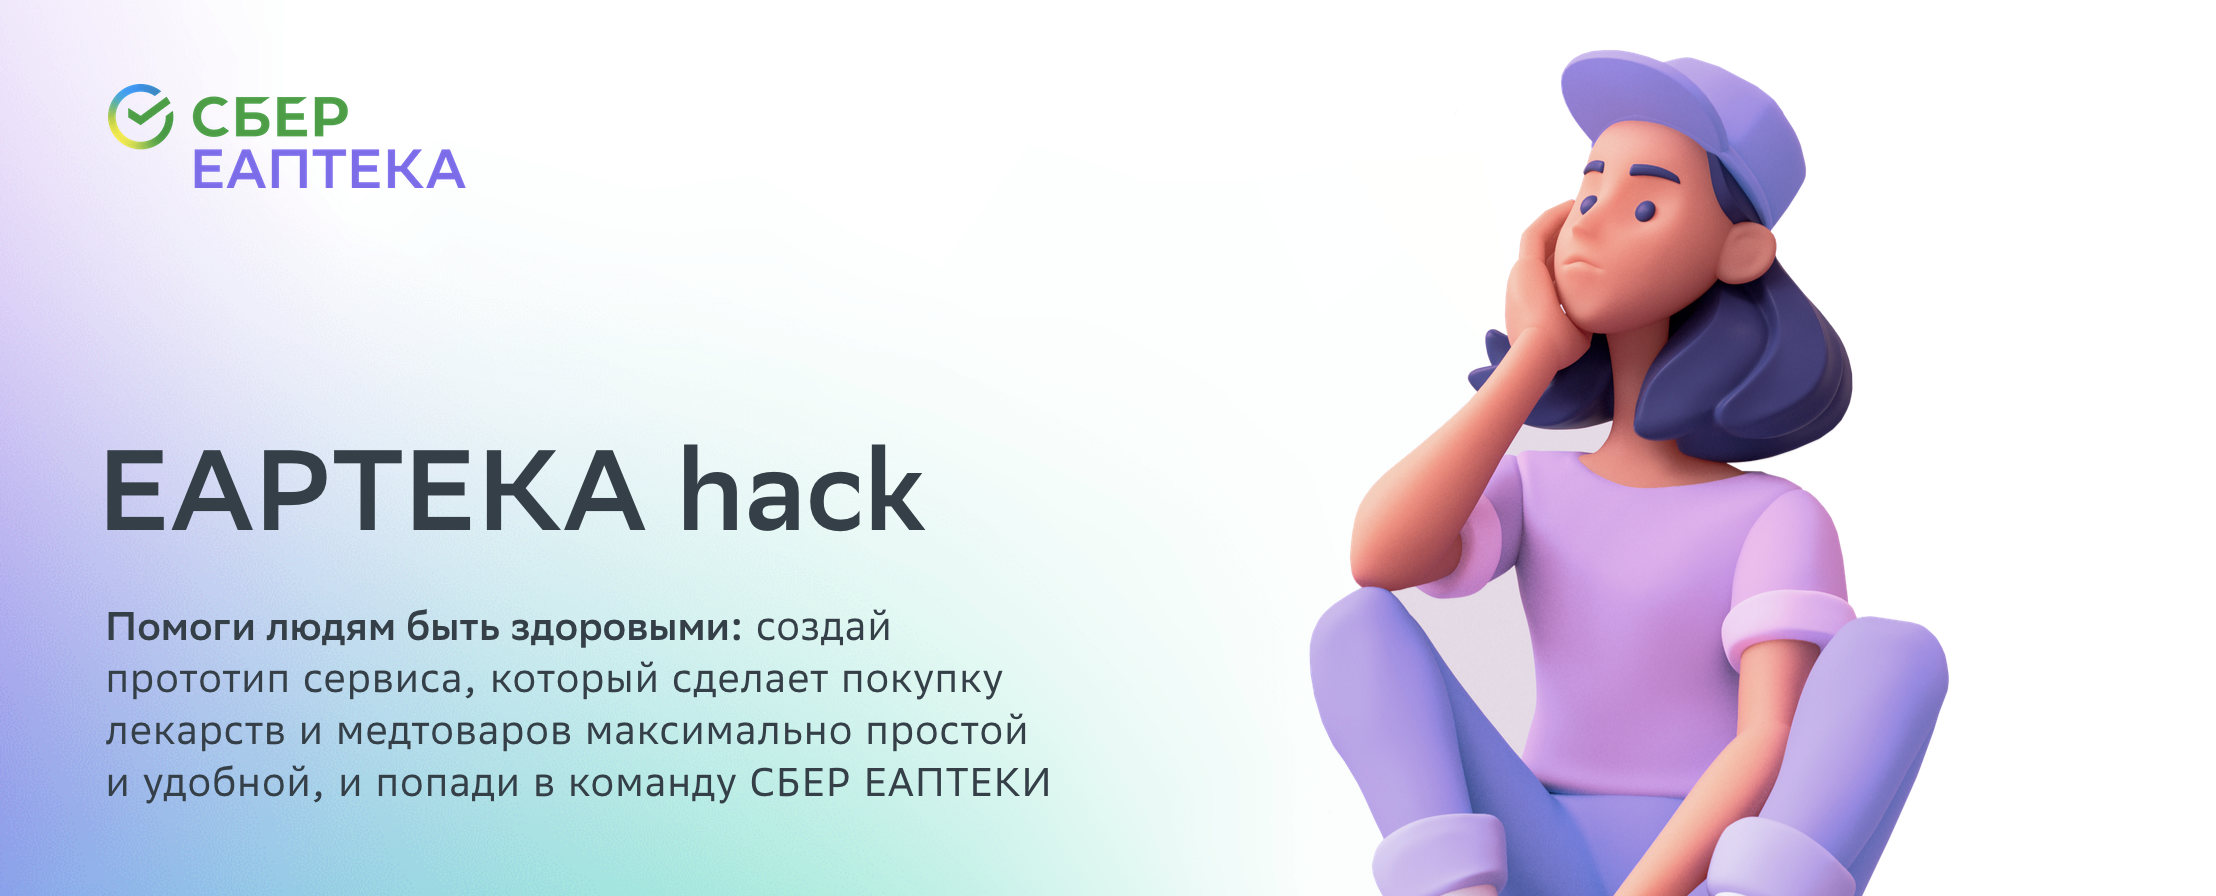 СБЕР
ЕАПТЕКА
EAPTEKA hack
Помоги людям быть здоровыми: создай
прототип сервиса, который сделает покупку
лекарств и медтоваров максимально простой
и удобной, и попади в команду СБЕР ЕАПТЕКИ